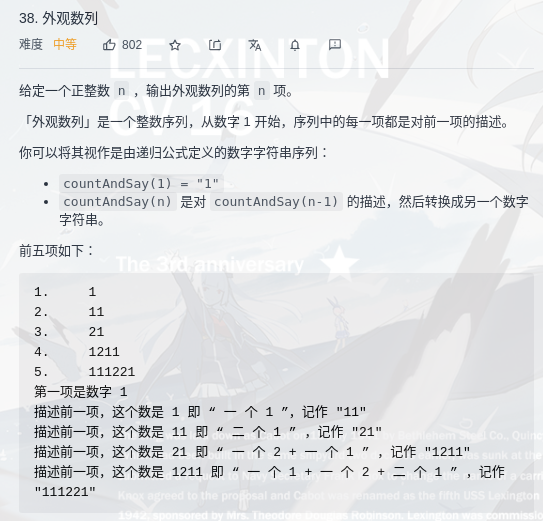 38. 外观数列
难度 中等 802
LECXINTON
CV-16
给定一个正整数 n ，输出外观数列的第 n 项。
「外观数列」是一个整数序列，从数字 1 开始，序列中的每一项都是对前一项的描述。
你可以将其视作是由递归公式定义的数字字符串序列：
• countAndSay(1) = "1"
• countAndSay(n) 是对 countAndSay(n-1) 的描述，然后转换成另一个数字
字符串。
前五项如下：
The 3rd anniversary
1. 1
2. 11
3. 21
4. 1211
5. 111221
第一项是数字 1
描述前一项，这个数是 1 即 “ 一 个 1 ”，记作 "11"
描述前一项，这个数是 11 即 “ 二 个 1 ” ，记作 "21"
描述前一项，这个数是 21 即 “ 一 个 2 + 一 个 1 ” ，记作 "1211"
描述前一项，这个数是 1211 即 “ 一 个 1 + 一 个 2 + 二 个 1 ” ，记作
"111221"
Knox agreed to the proposal and was renamed as the fifth USS Lexington
1942, sponsored by Mrs. Theodore Douglas Robinson. Lexington was commissio